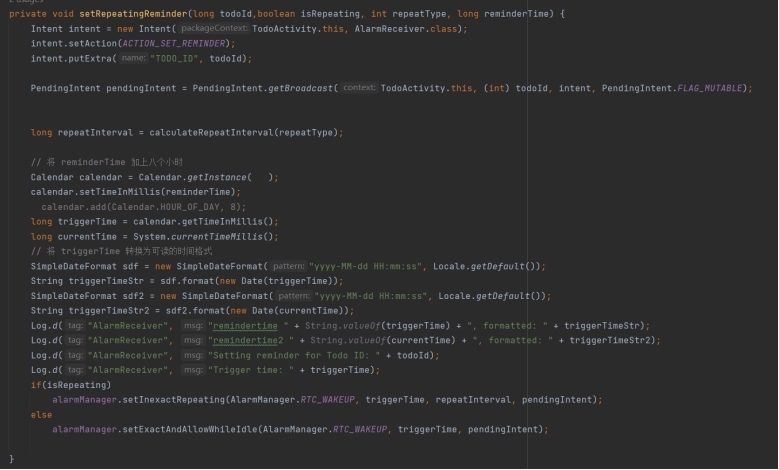 private void setRepeatingReminder(long todoId,boolean isRepeating, int repeatType, long reminderTime) {
Intent intent = new Intent( packageContext: TodoActivity.this, AlarmReceiver.class);
intent.setAction(ACTION_SET_REMINDER);
intent.putExtra( name: "TODO_ID", todoId);
PendingIntent pendingIntent = PendingIntent.getBroadcast( context: TodoActivity.this, (int) todoId, intent, PendingIntent.FLAG_MUTABLE);
long repeatInterval = calculateRepeatInterval(repeatType);
// 将 reminderTime 加上八个小时
Calendar calendar = Calendar.getInstance(   );
calendar.setTimeInMillis(reminderTime);
calendar.add(Calendar.HOUR_OF_DAY, 8);
long triggerTime = calendar.getTimeInMillis();
long currentTime = System.currentTimeMillis();
// 将 triggerTime 转换为可读的时间格式
SimpleDateFormat sdf = new SimpleDateFormat( pattern: "yyyy-MM-dd HH:mm:ss", Locale.getDefault());
String triggerTimeStr = sdf.format(new Date(triggerTime));
SimpleDateFormat sdf2 = new SimpleDateFormat( pattern: "yyyy-MM-dd HH:mm:ss", Locale.getDefault());
String triggerTimeStr2 = sdf2.format(new Date(currentTime));
Log.d( tag: "AlarmReceiver", msg: "remindertime " + String.valueOf(triggerTime) + ", formatted: " + triggerTimeStr);
Log.d( tag: "AlarmReceiver", msg: "remindertime2 " + String.valueOf(currentTime) + ", formatted: " + triggerTimeStr2);
Log.d( tag: "AlarmReceiver", msg: "Setting reminder for Todo ID: " + todoId);
Log.d( tag: "AlarmReceiver", msg: "Trigger time: " + triggerTime);
if(isRepeating)
alarmManager.setInexactRepeating(AlarmManager.RTC_WAKEUP, triggerTime, repeatInterval, pendingIntent);
else
alarmManager.setExactAndAllowWhileIdle(AlarmManager.RTC_WAKEUP, triggerTime, pendingIntent);
}